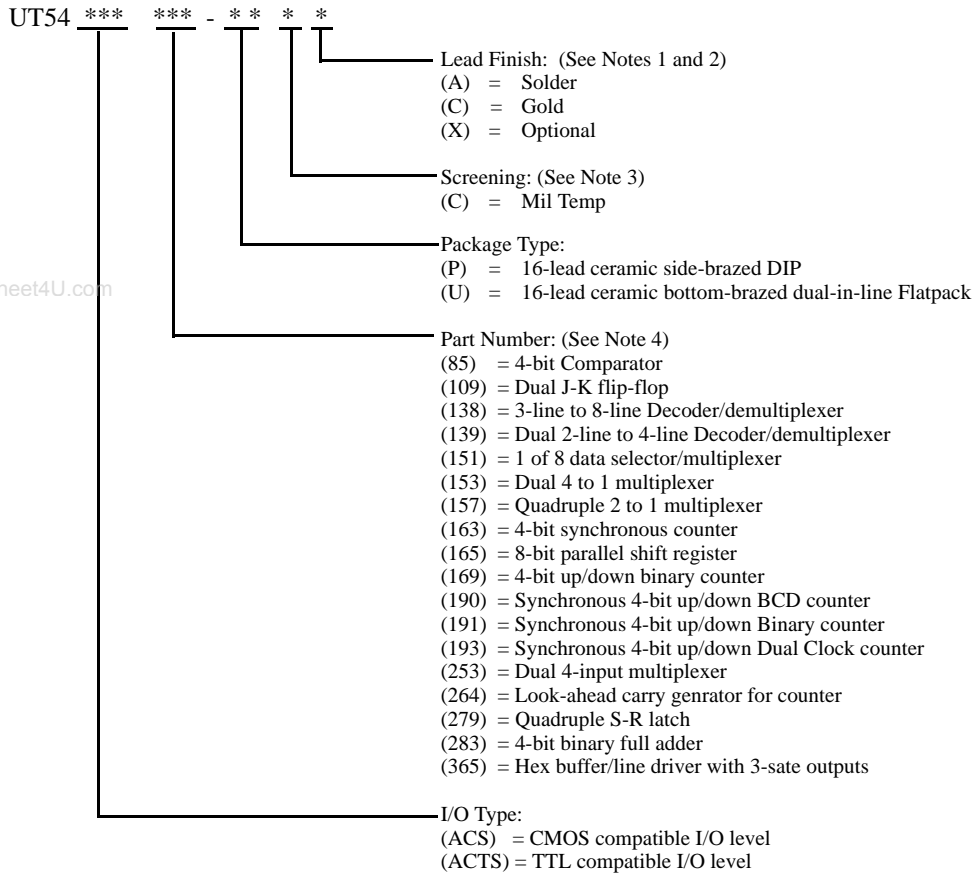 UT54 *** *** - * * * *
Lead Finish: (See Notes 1 and 2)
(A) = Solder
(C) = Gold
(X) = Optional
Screening: (See Note 3)
(C) = Mil Temp
Package Type:
(P) = 16-lead ceramic side-brazed DIP
(U) = 16-lead ceramic bottom-brazed dual-in-line Flatpack
heet4U.com
Part Number: (See Note 4)
(85) = 4-bit Comparator
(109) = Dual J-K flip-flop
(138) = 3-line to 8-line Decoder/demultiplexer
(139) = Dual 2-line to 4-line Decoder/demultiplexer
(151) = 1 of 8 data selector/multiplexer
(153) = Dual 4 to 1 multiplexer
(157) = Quadruple 2 to 1 multiplexer
(163) = 4-bit synchronous counter
(165) = 8-bit parallel shift register
(169) = 4-bit up/down binary counter
(190) = Synchronous 4-bit up/down BCD counter
(191) = Synchronous 4-bit up/down Binary counter
(193) = Synchronous 4-bit up/down Dual Clock counter
(253) = Dual 4-input multiplexer
(264) = Look-ahead carry genrator for counter
(279) = Quadruple S-R latch
(283) = 4-bit binary full adder
(365) = Hex buffer/line driver with 3-sate outputs
I/O Type:
(ACS) = CMOS compatible I/O level
(ACTS) = TTL compatible I/O level